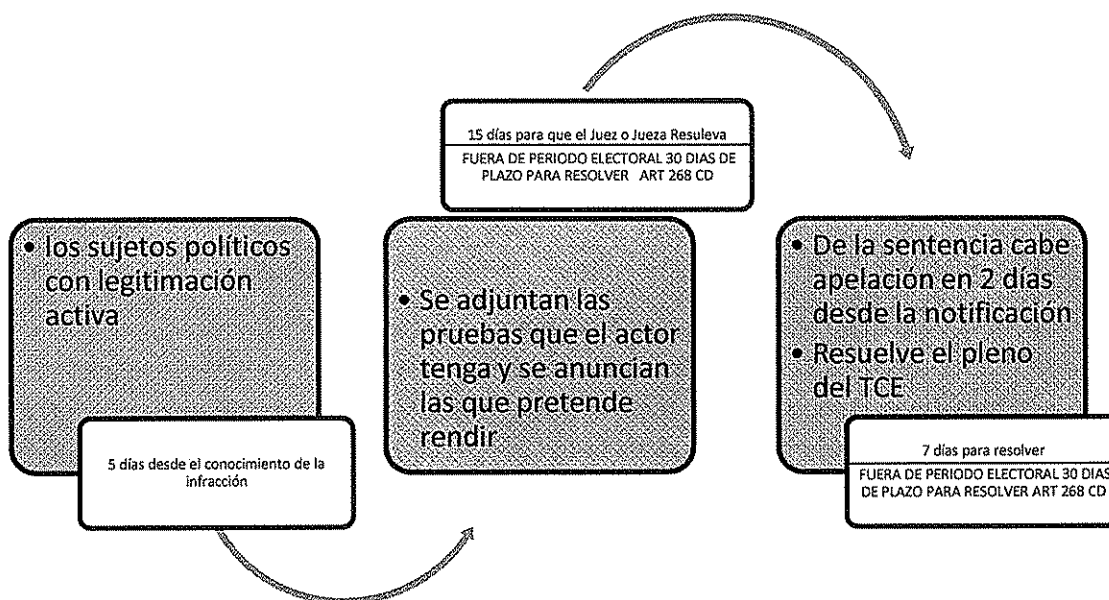 • los sujetos políticos
con legitimación
activa
5 días desde el conocimiento de la
infracción
15 días para que el Juez o Jueza Resuleva
FUERA DE PERIODO ELECTORAL 30 DIAS DE
PLAZO PARA RESOLVER ART 268 CD
• Se adjuntan las
pruebas que el actor
tenga y se anuncian
las que pretende
rendir
• De la sentencia cabe
apelacion en 2 días
desde la notificación
• Resuelve el pleno
del TCE
7 días para resolver
FUERA DE PERIODO ELECTORAL 30 DIAS
DE PLAZO PARA RESOLVER ART 268 CD